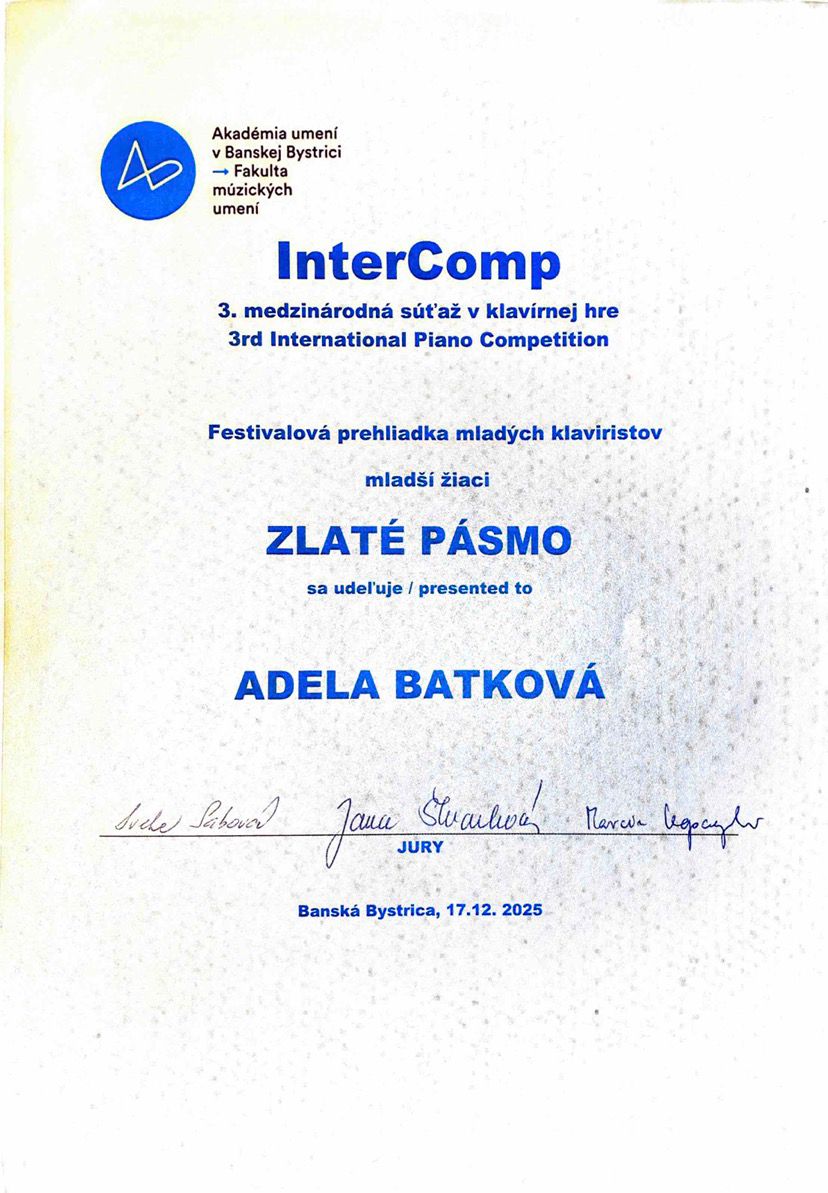 Akadémia umení
v Banskej Bystrici
→ Fakulta
múzických
umení
InterComp
3. medzinárodná súťaž v klavírnej hre
3rd International Piano Competition
Festivalová prehliadka mladých klaviristov
mladší žiaci
ZLATÉ PÁSMO
sa udeľuje / presented to
ADELA BATKOVÁ
Jana
JURY
Banská Bystrica, 17.12. 2025